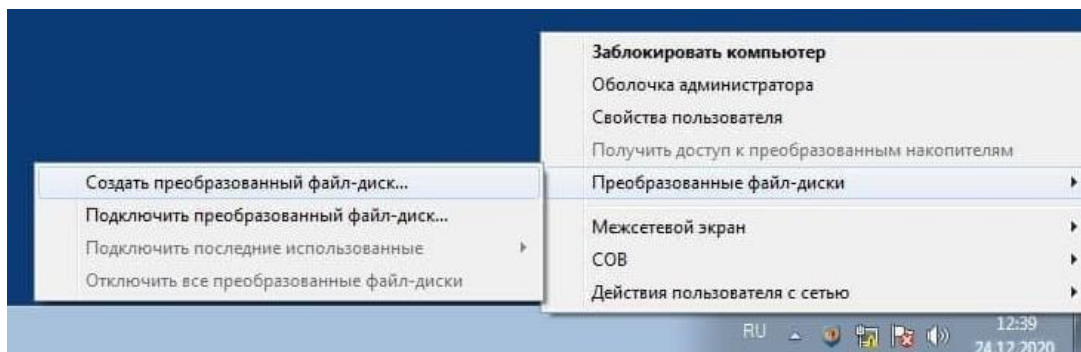 Заблокировать компьютер
Оболочка администратора
Свойства пользователя
Получить доступ к преобразованным накопителям
Преобразованные файл-диски
Межсетевой экран
СОВ
Действия пользователя с сетью
Создать преобразованный файл-диск...
Подключить преобразованный файл-диск...
Подключить последние использованные
Отключить все преобразованные файл-диски
RU
12:39
24.12.2020